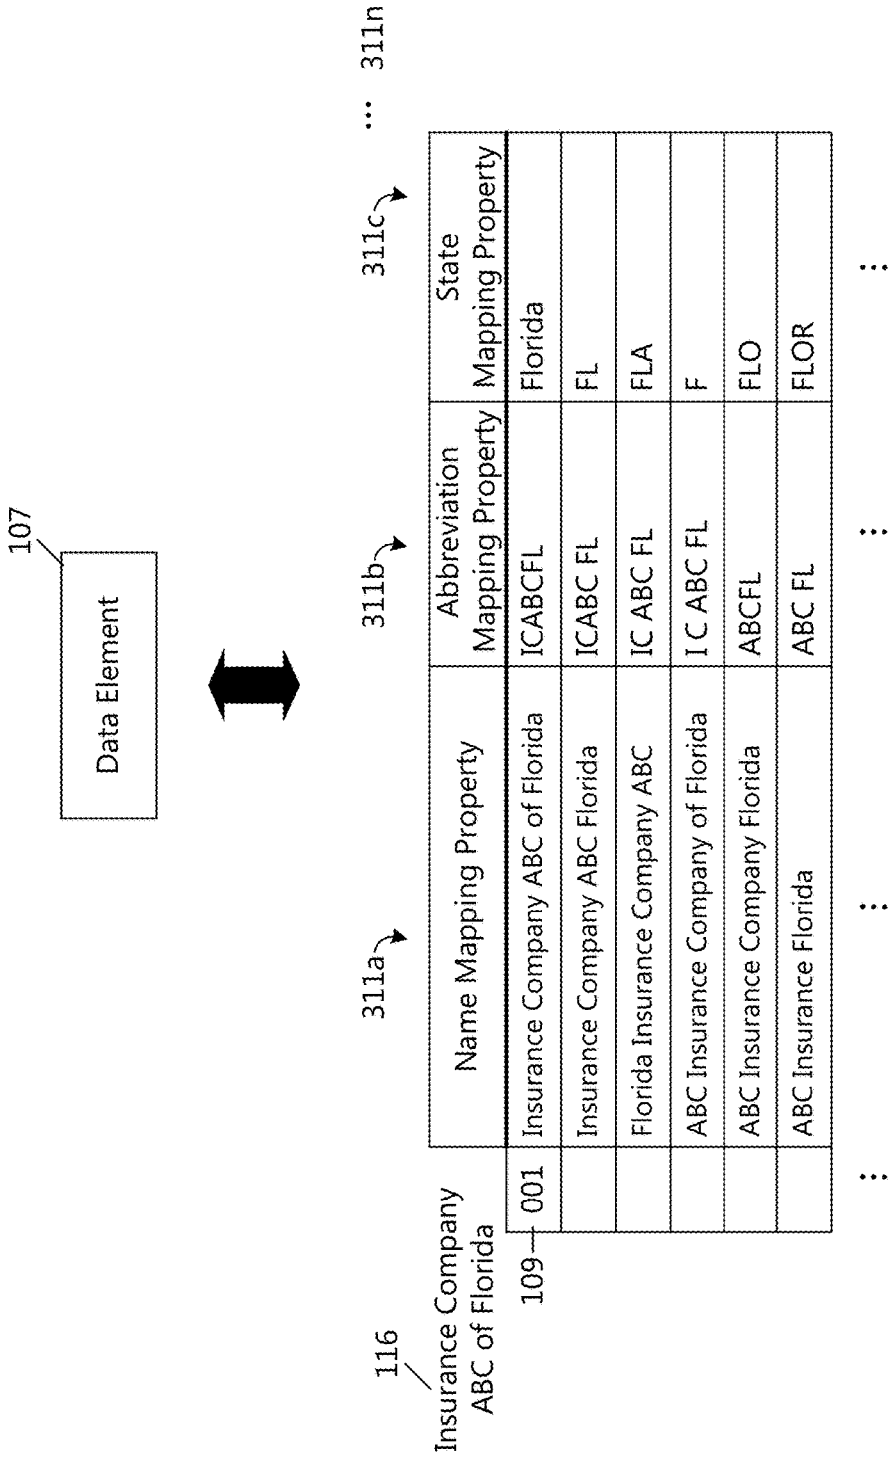 107
Data Element
311a
311b
311c
... 311n
116
Insurance Company
ABC of Florida
Name Mapping Property
Abbreviation
Mapping Property
State
Mapping Property
109 001 Insurance Company ABC of Florida ICABCFL Florida
Insurance Company ABC Florida ICABC FL FL
Florida Insurance Company ABC IC ABC FL FLA
ABC Insurance Company of Florida I C ABC FL F
ABC Insurance Company Florida ABCFL FLO
ABC Insurance Florida ABC FL FLOR
... ... ... ...